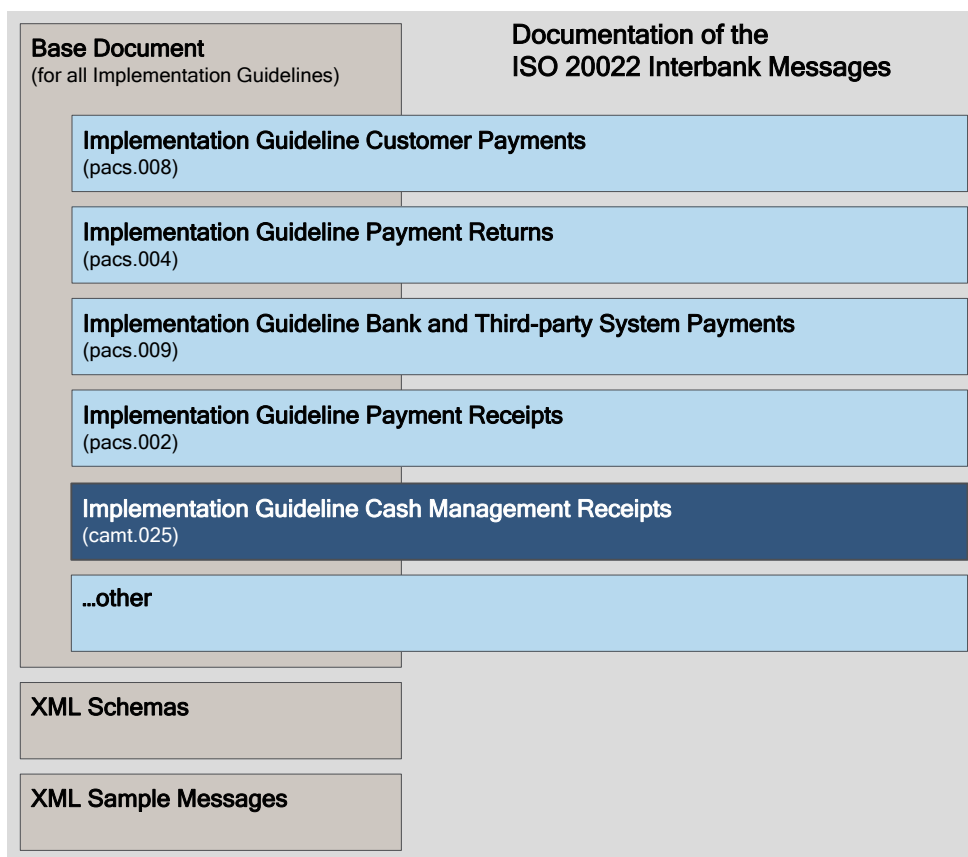 Base Document
(for all Implementation Guidelines)
Documentation of the
ISO 20022 Interbank Messages
Implementation Guideline Customer Payments
(pacs.008)
Implementation Guideline Payment Returns
(pacs.004)
Implementation Guideline Bank and Third-party System Payments
(pacs.009)
Implementation Guideline Payment Receipts
(pacs.002)
Implementation Guideline Cash Management Receipts
(camt.025)
…other
XML Schemas
XML Sample Messages